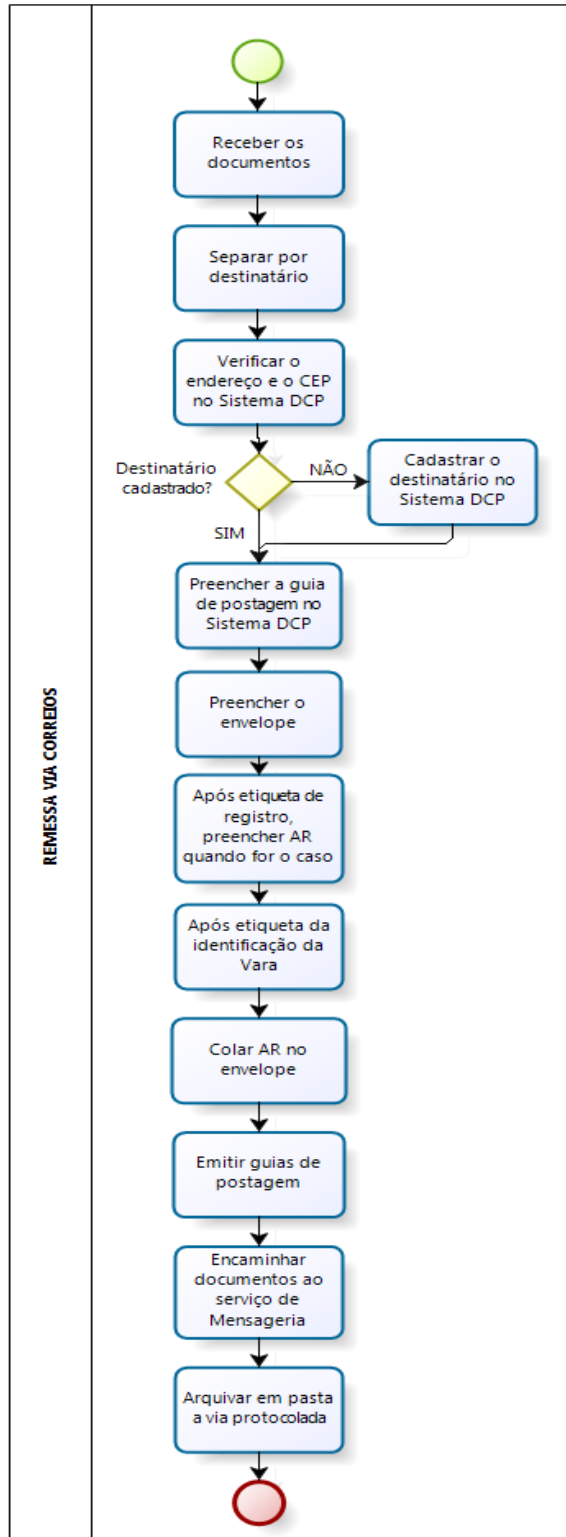 REMESSA VIA CORREIOS
Receber os
documentos
Separar por
destinatário
Verificar o
endereço e o CEP
no Sistema DCP
Destinatário
cadastrado?
NÃO
Cadastrar o
destinatário no
Sistema DCP
SIM
Preencher a guia
de postagem no
Sistema DCP
Preencher o
envelope
Após etiqueta de
registro,
preencher AR
quando for o caso
Após etiqueta da
identificação da
Vara
Colar AR no
envelope
Emitir guias de
postagem
Encaminhar
documentos ao
serviço de
Mensageria
Arquivar em pasta
a via protocolada